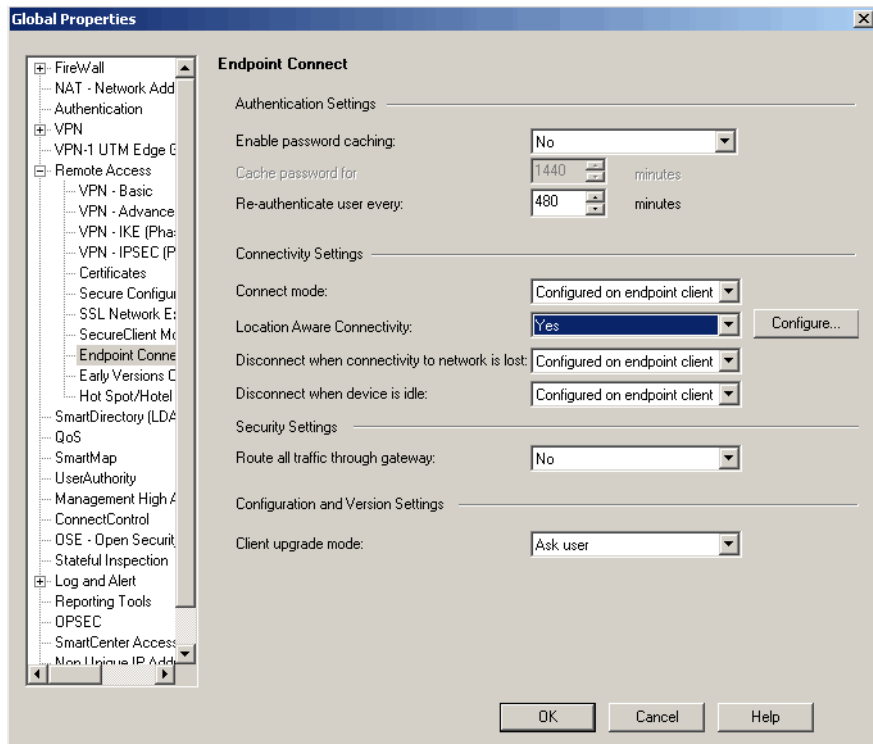 Global Properties
FireWall
NAT - Network Add
Authentication
VPN
VPN-1 UTM Edge G
Remote Access
VPN - Basic
VPN - Advance
VPN - IKE (Pha:
VPN - IPSEC (P
Certificates
Secure Configur
SSL Network E:
SecureClient Mo
Endpoint Conne
Early Versions C
Hot Spot/Hotel
SmartDirectory (LDA
QoS
SmartMap
UserAuthority
Management High A
ConnectControl
OSE - Open Securit
Stateful Inspection
Log and Alert
Reporting Tools
OPSEC
SmartCenter Access
Non Unique IP Addr
Endpoint Connect
Authentication Settings
Enable password caching: No
Cache password for 1440 minutes
Re-authenticate user every: 480 minutes
Connectivity Settings
Connect mode: Configured on endpoint client
Location Aware Connectivity: Yes Configure...
Disconnect when connectivity to network is lost: Configured on endpoint client
Disconnect when device is idle: Configured on endpoint client
Security Settings
Route all traffic through gateway: No
Configuration and Version Settings
Client upgrade mode: Ask user
OK Cancel Help